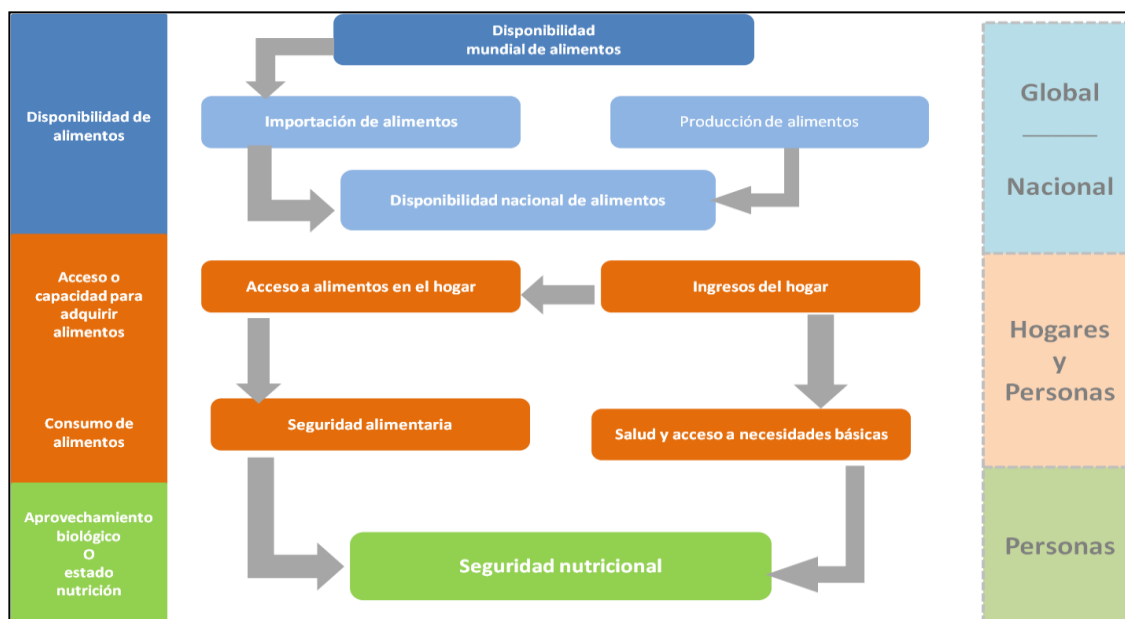 Disponibilidad
mundial de alimentos
Disponibilidad de
alimentos
Importación de alimentos
Producción de alimentos
Disponibilidad nacional de alimentos
Global
Nacional
Acceso o
capacidad para
adquirir
alimentos
Acceso a alimentos en el hogar
Ingresos del hogar
Consumo de
alimentos
Seguridad alimentaria
Salud y acceso a necesidades básicas
Hogares
y
Personas
Aprovechamiento
biológico
O
estado
nutrición
Seguridad nutricional
Personas